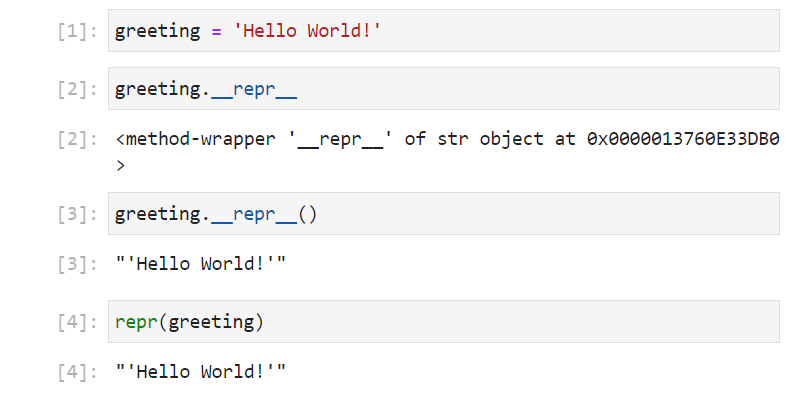 [1]: greeting = 'Hello World!'
[2]: greeting.__repr__
[2]: <method-wrapper '__repr__' of str object at 0x0000013760E33DB0
>
[3]: greeting.__repr__()
[3]: "'Hello World!'"
[4]: repr(greeting)
[4]: "'Hello World!'"